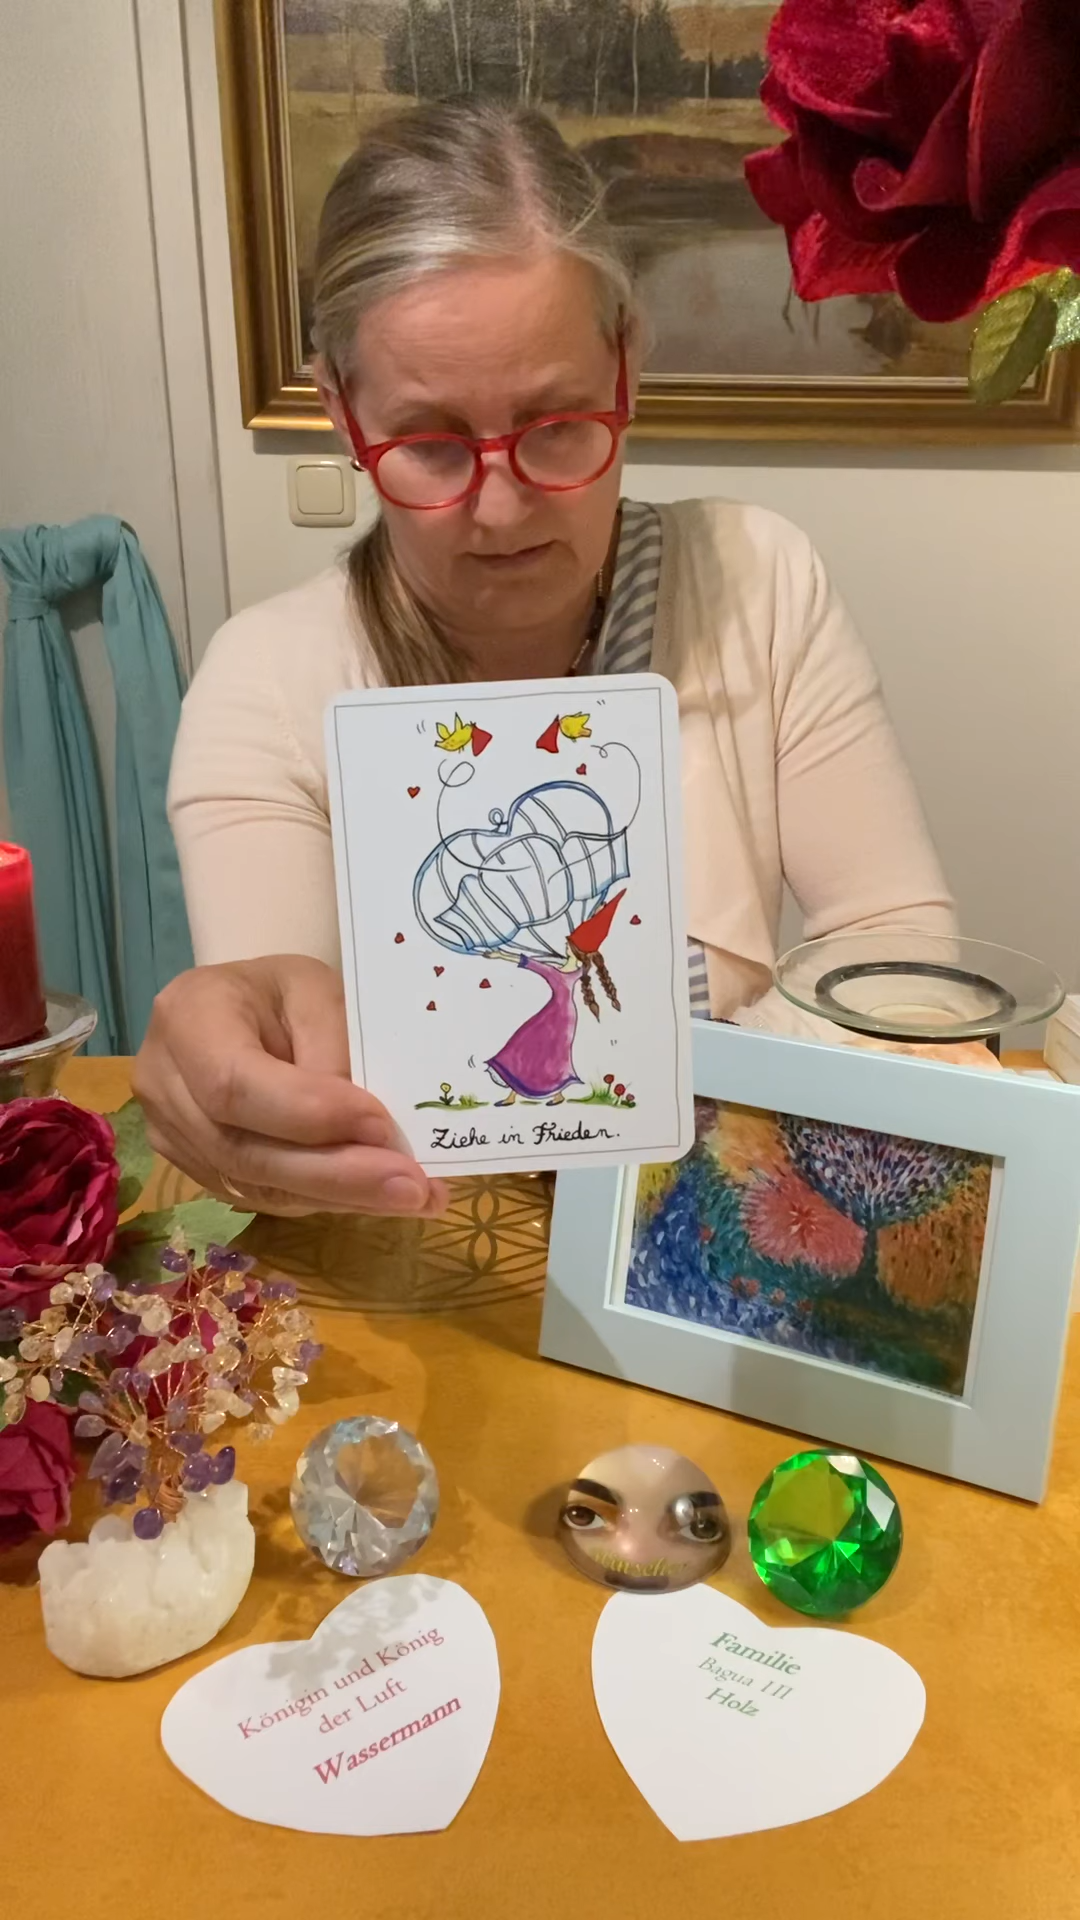 Ziehe in Frieden.
Königin und König
der Luft
Wassermann
Familie
Bagua III
Holz